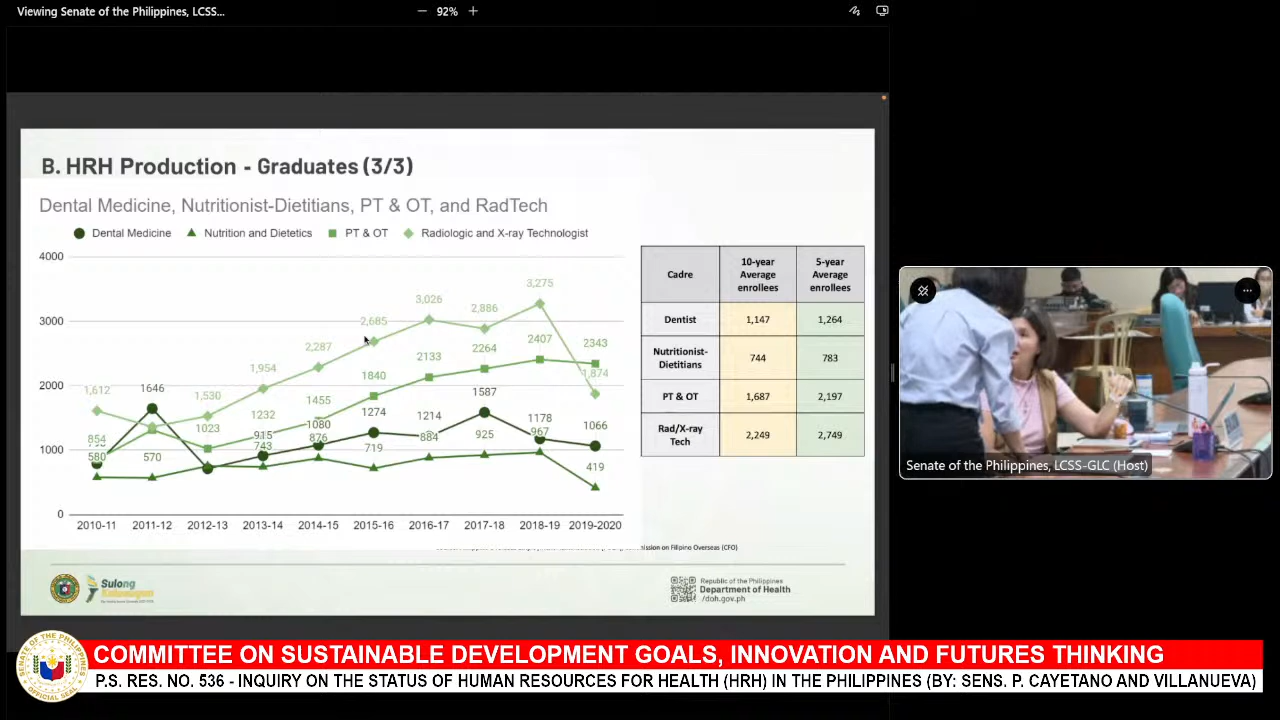 Viewing Senate of the Philippines, LCSS...
92%
B. HRH Production - Graduates (3/3)
Dental Medicine, Nutritionist-Dietitians, PT & OT, and RadTech
Dental Medicine
Nutrition and Dietetics
PT & OT
Radiologic and X-ray Technologist
4000
3000
2000
1000
0
1,612
854
580
1646
570
1,530
1023
1,954
1232
915
743
2,287
1455
1080
876
2,685
1840
1274
719
3,026
2133
1214
884
2,886
2264
1587
925
3,275
2407
1178
967
2343
1,874
1066
419
2010-11 2011-12 2012-13 2013-14 2014-15 2015-16 2016-17 2017-18 2018-19 2019-2020
Cadre 10-year Average enrollees 5-year Average enrollees
Dentist 1,147 1,264
Nutritionist-Dietitians 744 783
PT & OT 1,687 2,197
Rad/X-ray Tech 2,249 2,749
on Filipino Overseas (CFO)
Sulong
Kalusugan
Republic of the Philippines
Department of Health
/doh.gov.ph
Senate of the Philippines, LCSS-GLC (Host)
SENATE OF THE PHILIPPINES
OFFICIAL SEAL
COMMITTEE ON SUSTAINABLE DEVELOPMENT GOALS, INNOVATION AND FUTURES THINKING
P.S. RES. NO. 536 - INQUIRY ON THE STATUS OF HUMAN RESOURCES FOR HEALTH (HRH) IN THE PHILIPPINES (BY: SENS. P. CAYETANO AND VILLANUEVA)